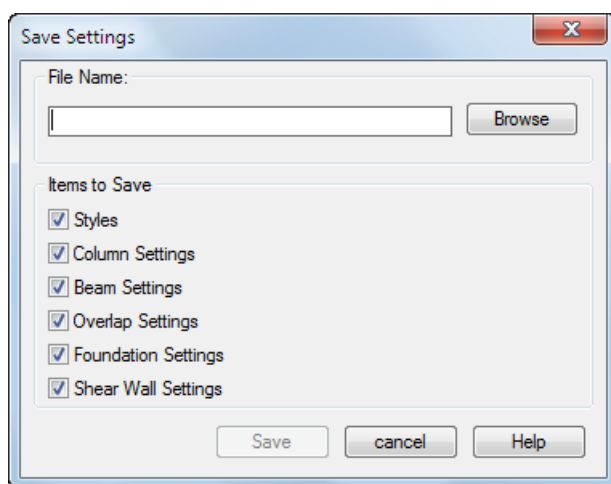 Save Settings
File Name:
Browse
Items to Save
Styles
Column Settings
Beam Settings
Overlap Settings
Foundation Settings
Shear Wall Settings
Save cancel Help